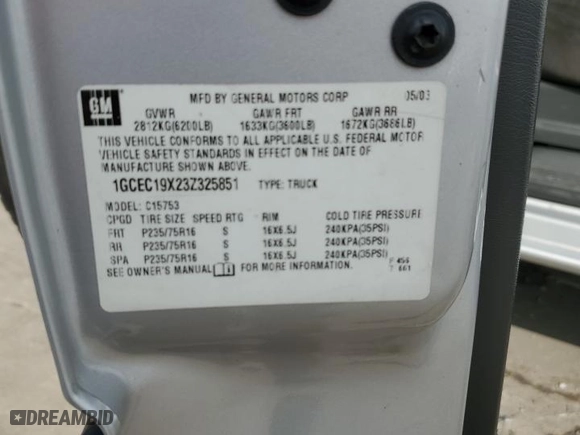 GM
MFD BY GENERAL MOTORS CORP 05/03
GVWR GAWR FRT GAWR RR
2812KG(6200LB) 1633KG(3600LB) 1672KG(3686LB)
THIS VEHICLE CONFORMS TO ALL APPLICABLE U.S. FEDERAL MOTOR
VEHICLE SAFETY STANDARDS IN EFFECT ON THE DATE OF
MANUFACTURE SHOWN ABOVE.
1GCEC19X23Z325851 TYPE: TRUCK
MODEL: C15753
CPGD TIRE SIZE SPEED RTG RIM COLD TIRE PRESSURE
FRT P235/75R16 S 16X6.5J 240KPA(35PSI)
RR P235/75R16 S 16X6.5J 240KPA(35PSI)
SPA P235/75R16 S 16X6.5J 240KPA(35PSI)
SEE OWNER'S MANUAL FOR MORE INFORMATION.
DREAMBID